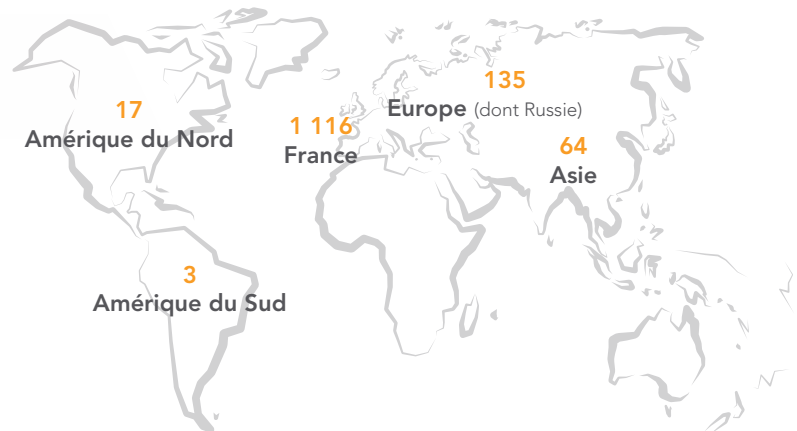 135
Europe (dont Russie)
17
Amérique du Nord
1 116
France
64
Asie
3
Amérique du Sud